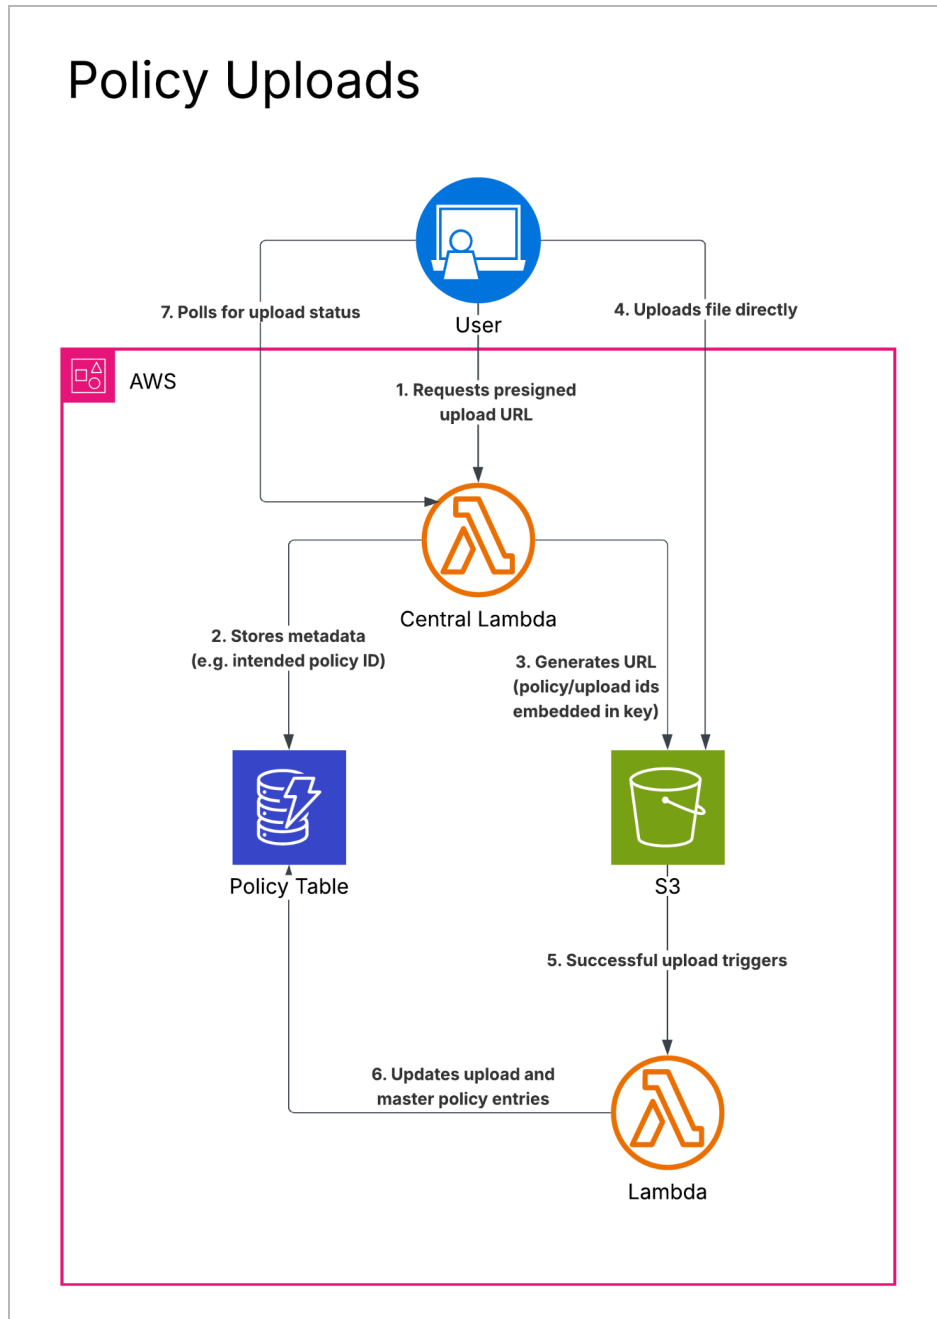 Policy Uploads
7. Polls for upload status
User
4. Uploads file directly
AWS
1. Requests presigned
upload URL
Central Lambda
2. Stores metadata
(e.g. intended policy ID)
3. Generates URL
(policy/upload ids
embedded in key)
Policy Table
S3
5. Successful upload triggers
6. Updates upload and
master policy entries
Lambda